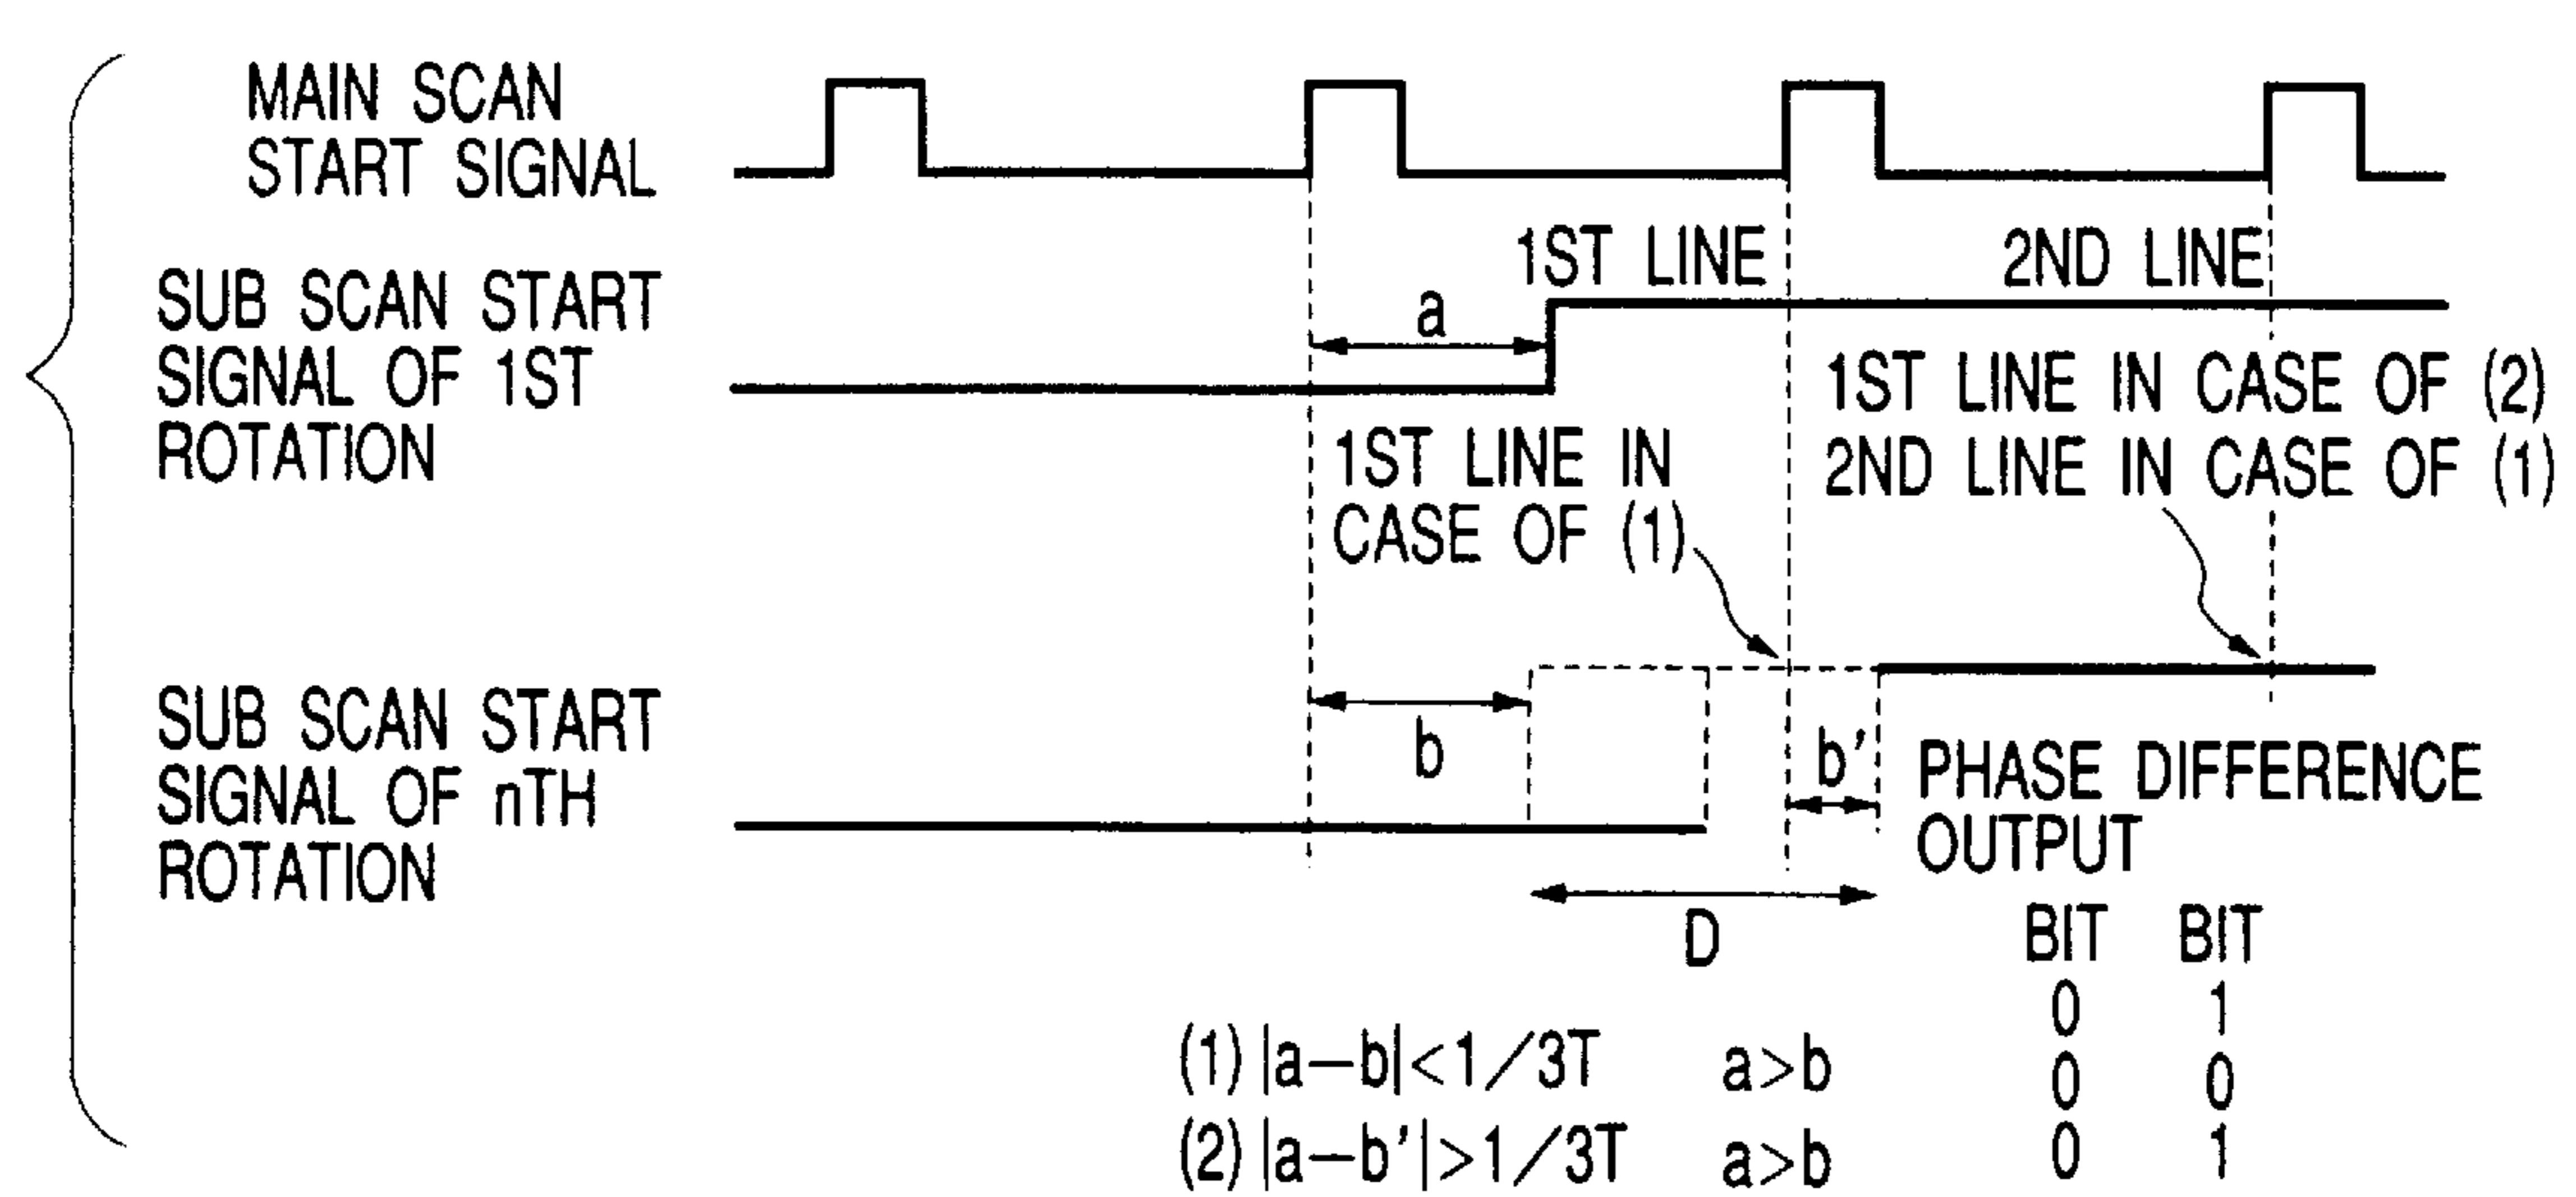 MAIN SCAN
START SIGNAL
1ST LINE
2ND LINE
SUB SCAN START
SIGNAL OF 1ST
ROTATION
a
1ST LINE IN CASE OF (2)
2ND LINE IN CASE OF (1)
1ST LINE IN
CASE OF (1)
SUB SCAN START
SIGNAL OF nTH
ROTATION
b
b'
PHASE DIFFERENCE
OUTPUT
D
BIT BIT
0 1
(1) |a−b|<1/3T a>b 0 0
(2) |a−b'|>1/3T a>b 0 1